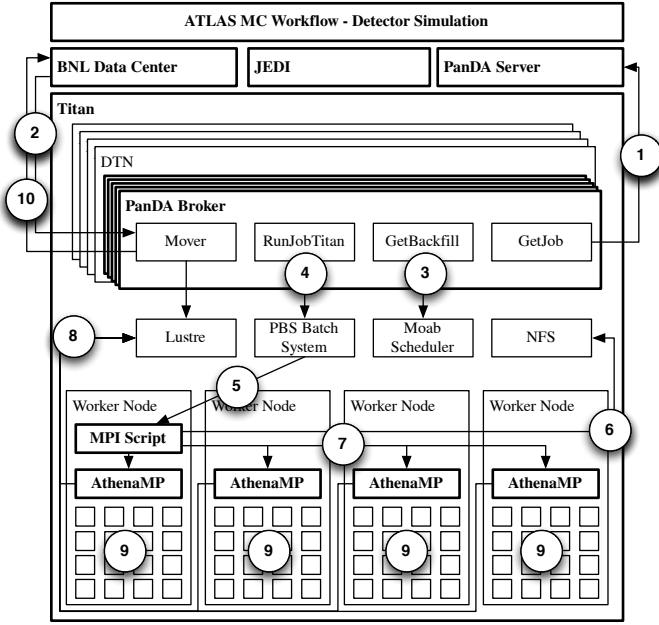 ATLAS MC Workflow - Detector Simulation
BNL Data Center
JEDI
PanDA Server
Titan
2
1
DTN
10
PanDA Broker
Mover
RunJobTitan
GetBackfill
GetJob
4
3
8
Lustre
PBS Batch
System
Moab
Scheduler
NFS
5
Worker Node
Worker Node
Worker Node
Worker Node
6
MPI Script
7
AthenaMP
AthenaMP
AthenaMP
AthenaMP
9
9
9
9